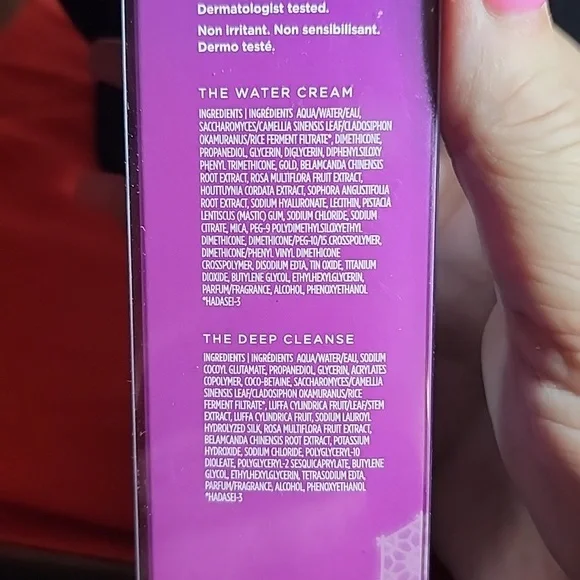 Dermatologist tested.
Non irritant. Non sensibilisant.
Dermo testé.
THE WATER CREAM
INGREDIENTS | INGRÉDIENTS AQUA/WATER/EAU,
SACCHAROMYCES/CAMELLIA SINENSIS LEAF/CLADOSIPHON
OKAMURANUS/RICE FERMENT FILTRATE*, DIMETHICONE,
PROPANEDIOL, GLYCERIN, DIGLYCERIN, DIPHENYLSILOXY
PHENYL TRIMETHICONE, GOLD, BELAMCANDA CHINENSIS
ROOT EXTRACT, ROSA MULTIFLORA FRUIT EXTRACT,
HOUTTUYNIA CORDATA EXTRACT, SOPHORA ANGUSTIFOLIA
ROOT EXTRACT, SODIUM HYALURONATE, LECITHIN, PISTACIA
LENTISCUS (MASTIC) GUM, SODIUM CHLORIDE, SODIUM
CITRATE, MICA, PEG-9 POLYDIMETHYLSILOXYETHYL
DIMETHICONE, DIMETHICONE/PEG-10/15 CROSSPOLYMER,
DIMETHICONE/PHENYL VINYL DIMETHICONE
CROSSPOLYMER, DISODIUM EDTA, TIN OXIDE, TITANIUM
DIOXIDE, BUTYLENE GLYCOL, ETHYLHEXYLGLYCERIN,
PARFUM/FRAGRANCE, ALCOHOL, PHENOXYETHANOL
*HADASEI-3
THE DEEP CLEANSE
INGREDIENTS | INGRÉDIENTS AQUA/WATER/EAU, SODIUM
COCOYL GLUTAMATE, PROPANEDIOL, GLYCERIN, ACRYLATES
COPOLYMER, COCO-BETAINE, SACCHAROMYCES/CAMELLIA
SINENSIS LEAF/CLADOSIPHON OKAMURANUS/RICE
FERMENT FILTRATE*, LUFFA CYLINDRICA FRUIT/LEAF/STEM
EXTRACT, LUFFA CYLINDRICA FRUIT, SODIUM LAUROYL
HYDROLYZED SILK, ROSA MULTIFLORA FRUIT EXTRACT,
BELAMCANDA CHINENSIS ROOT EXTRACT, POTASSIUM
HYDROXIDE, SODIUM CHLORIDE, POLYGLYCERYL-10
DIOLEATE, POLYGLYCERYL-2 SESQUICAPRYLATE, BUTYLENE
GLYCOL, ETHYLHEXYLGLYCERIN, TETRASODIUM EDTA,
PARFUM/FRAGRANCE, ALCOHOL, PHENOXYETHANOL
*HADASEI-3